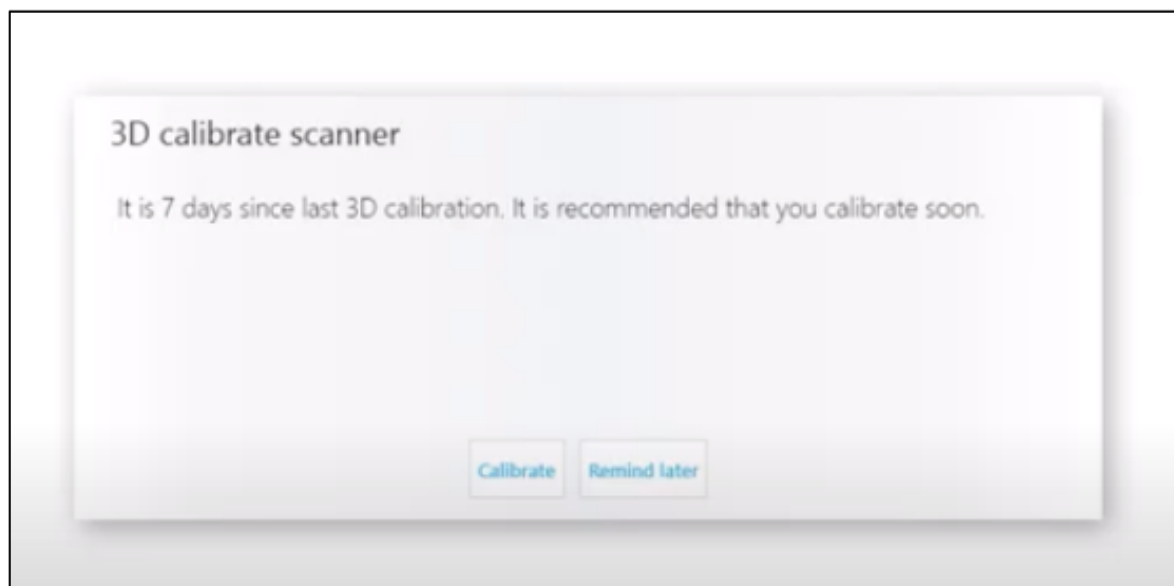 3D calibrate scanner
It is 7 days since last 3D calibration. It is recommended that you calibrate soon.
Calibrate
Remind later